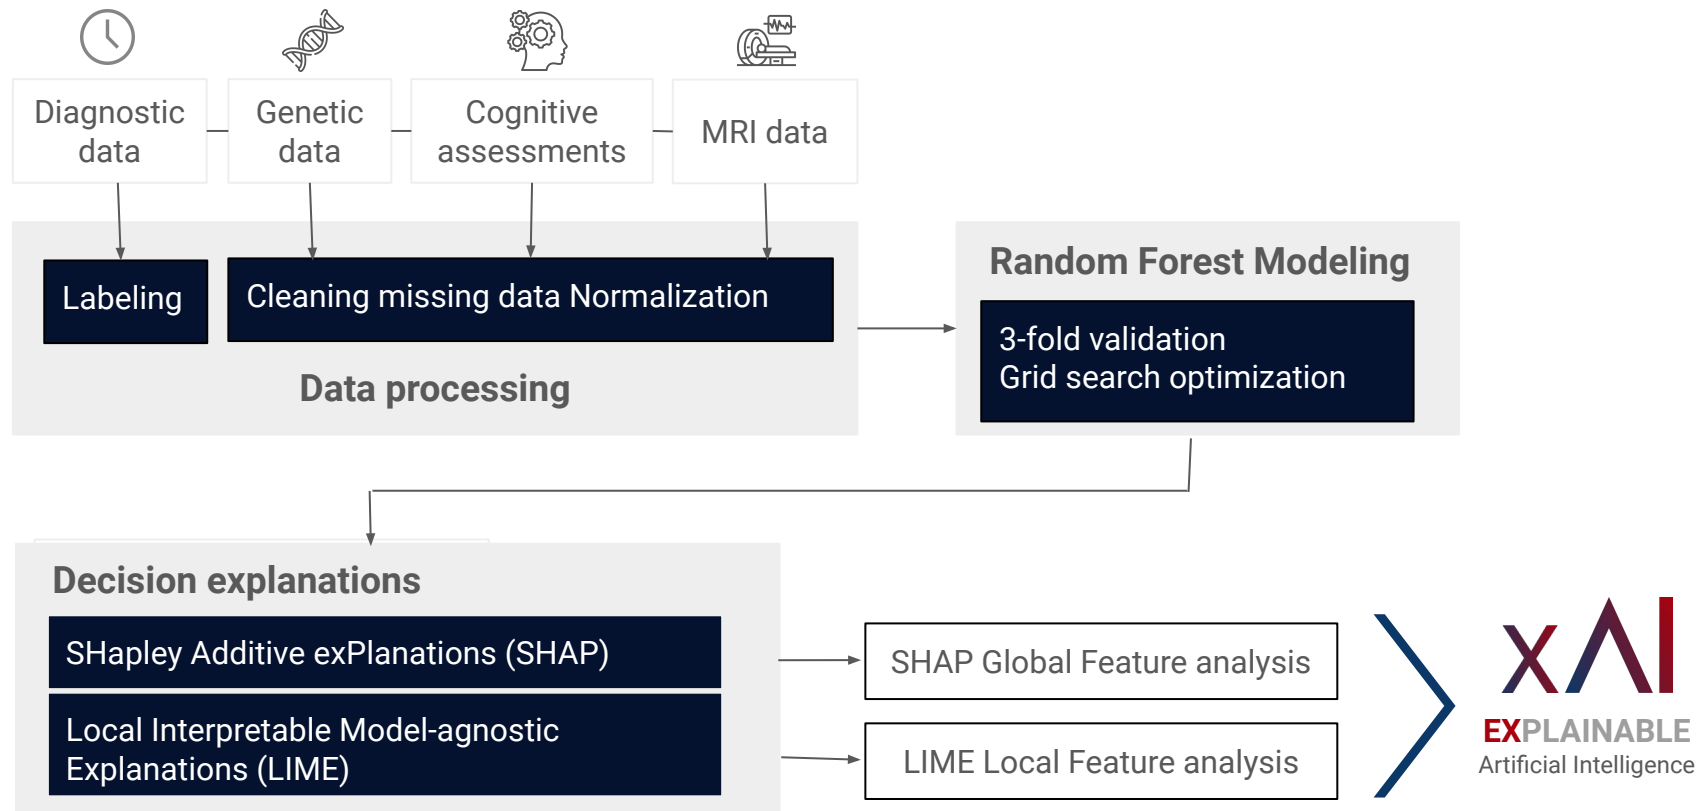 Diagnostic
data
Genetic
data
Cognitive
assessments
MRI data
Labeling
Cleaning missing data Normalization
Data processing
Random Forest Modeling
3-fold validation
Grid search optimization
Decision explanations
SHapley Additive exPlanations (SHAP)
Local Interpretable Model-agnostic
Explanations (LIME)
SHAP Global Feature analysis
LIME Local Feature analysis
xAI
EXPLAINABLE
Artificial Intelligence